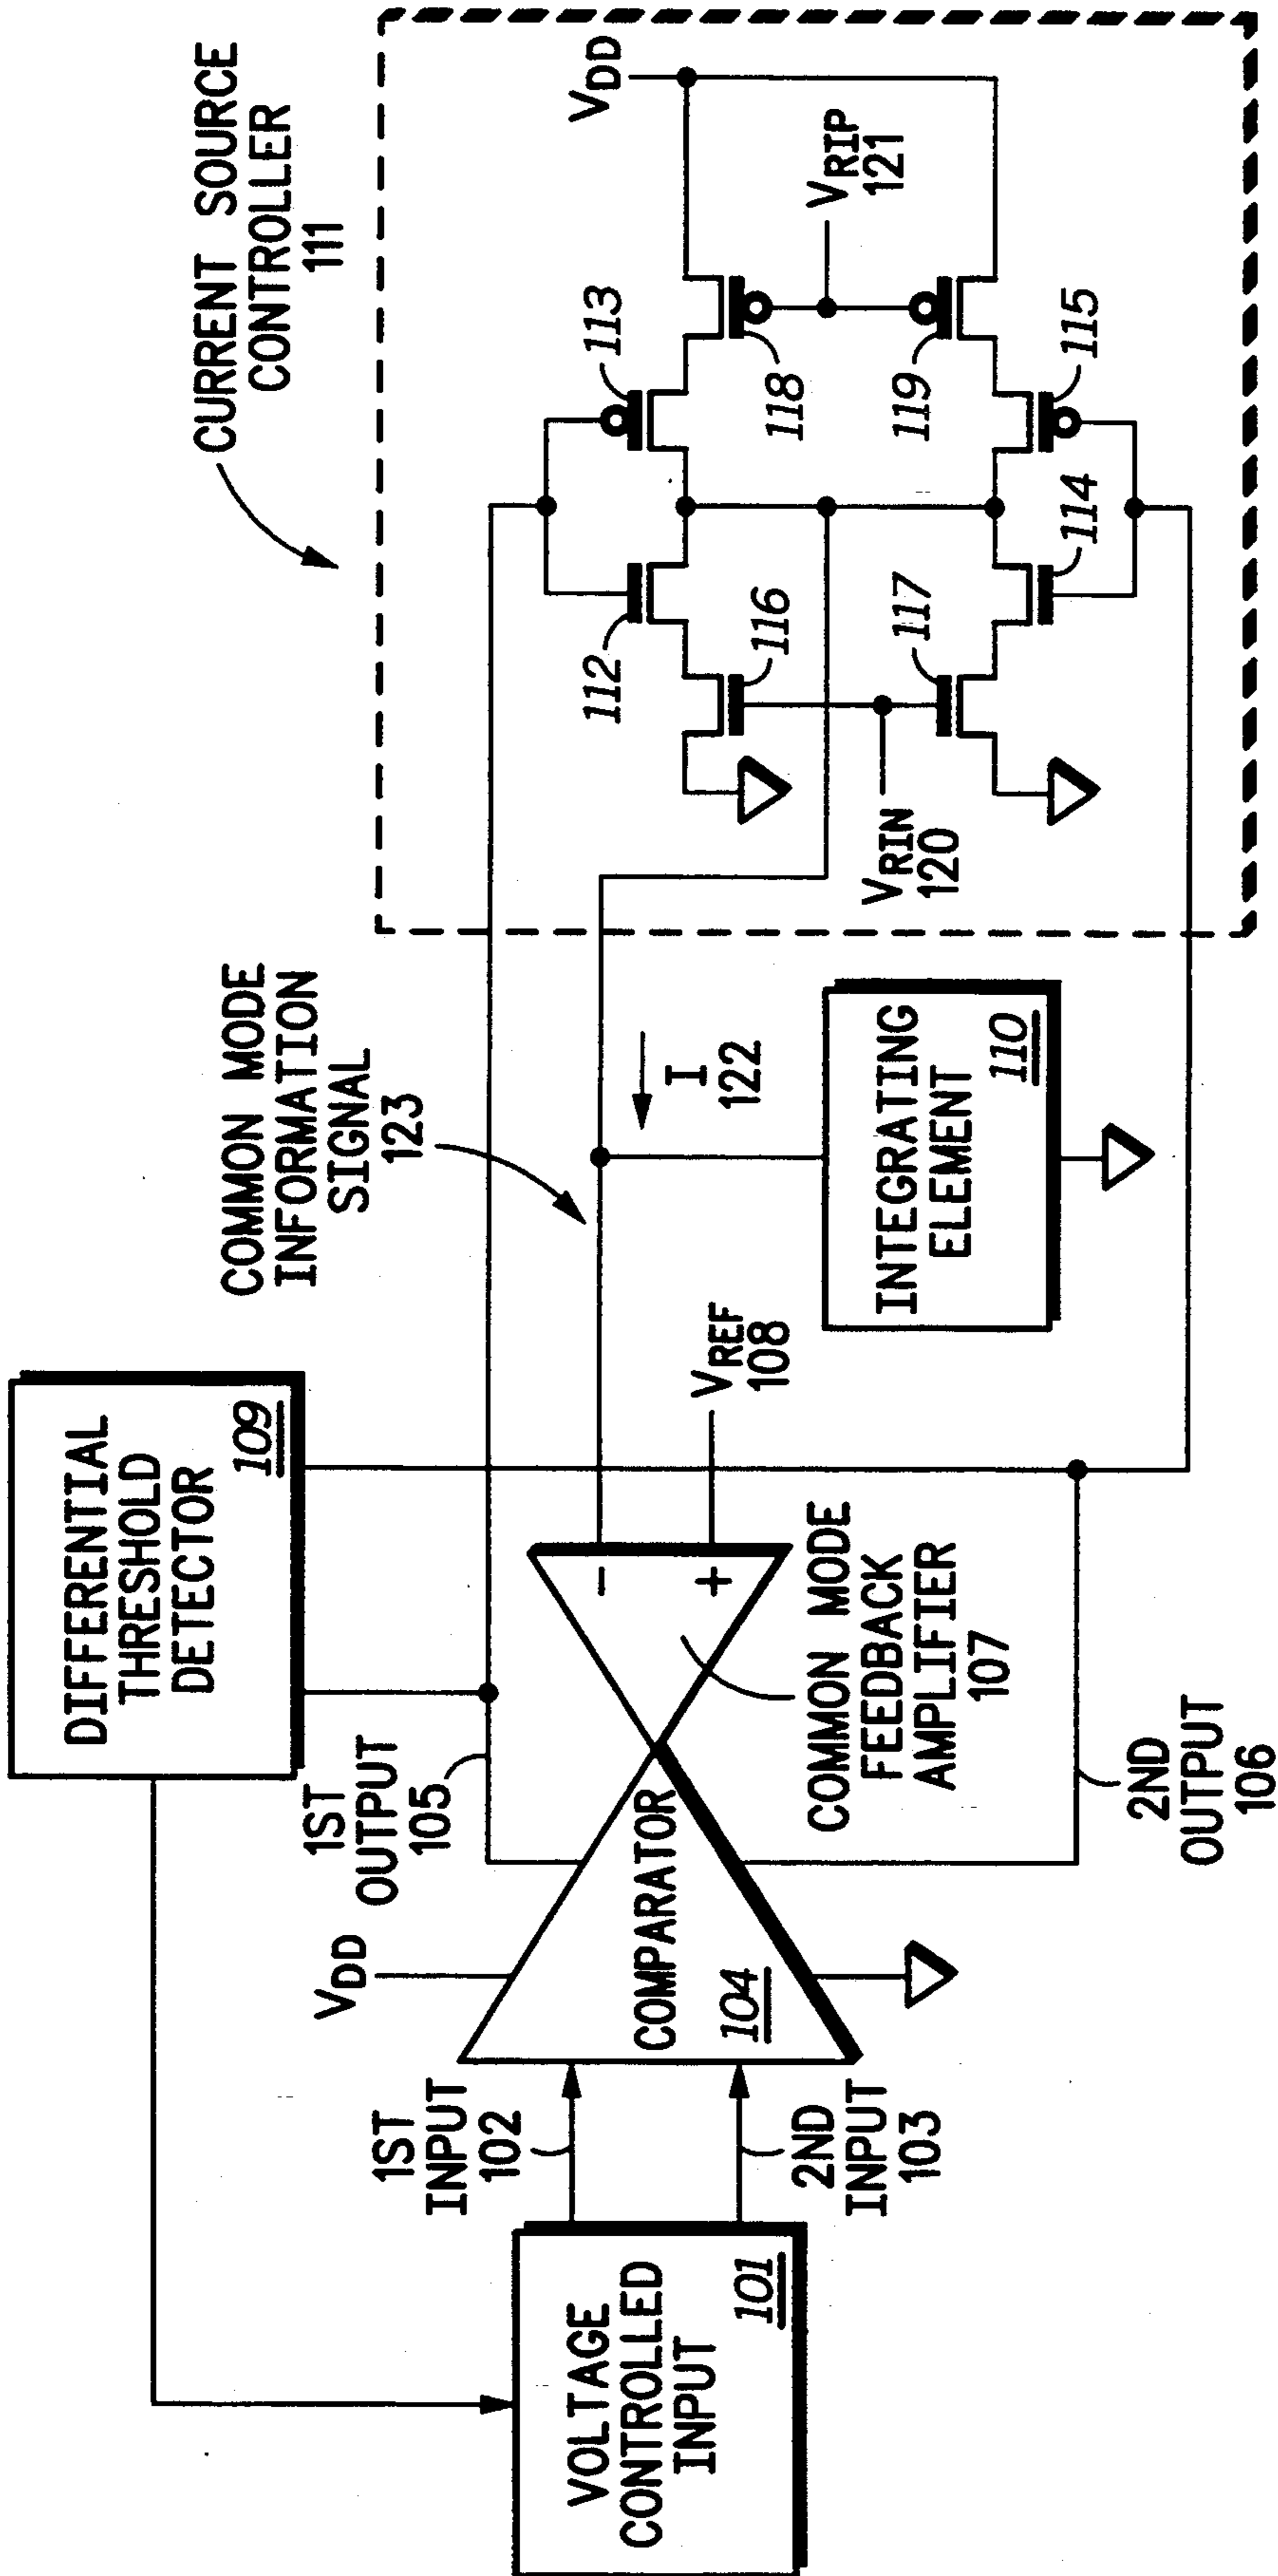 DIFFERENTIAL
THRESHOLD
DETECTOR
109
VOLTAGE
CONTROLLED
INPUT
101
1ST
INPUT
102
2ND
INPUT
103
VDD
COMPARATOR
104
1ST
OUTPUT
105
2ND
OUTPUT
106
-
+
COMMON MODE
FEEDBACK
AMPLIFIER
107
VREF
108
COMMON MODE
INFORMATION
SIGNAL
123
I
122
INTEGRATING
ELEMENT
110
CURRENT SOURCE
CONTROLLER
111
VDD
113
112
118
116
VRIP
121
VRIN
120
119
117
115
114